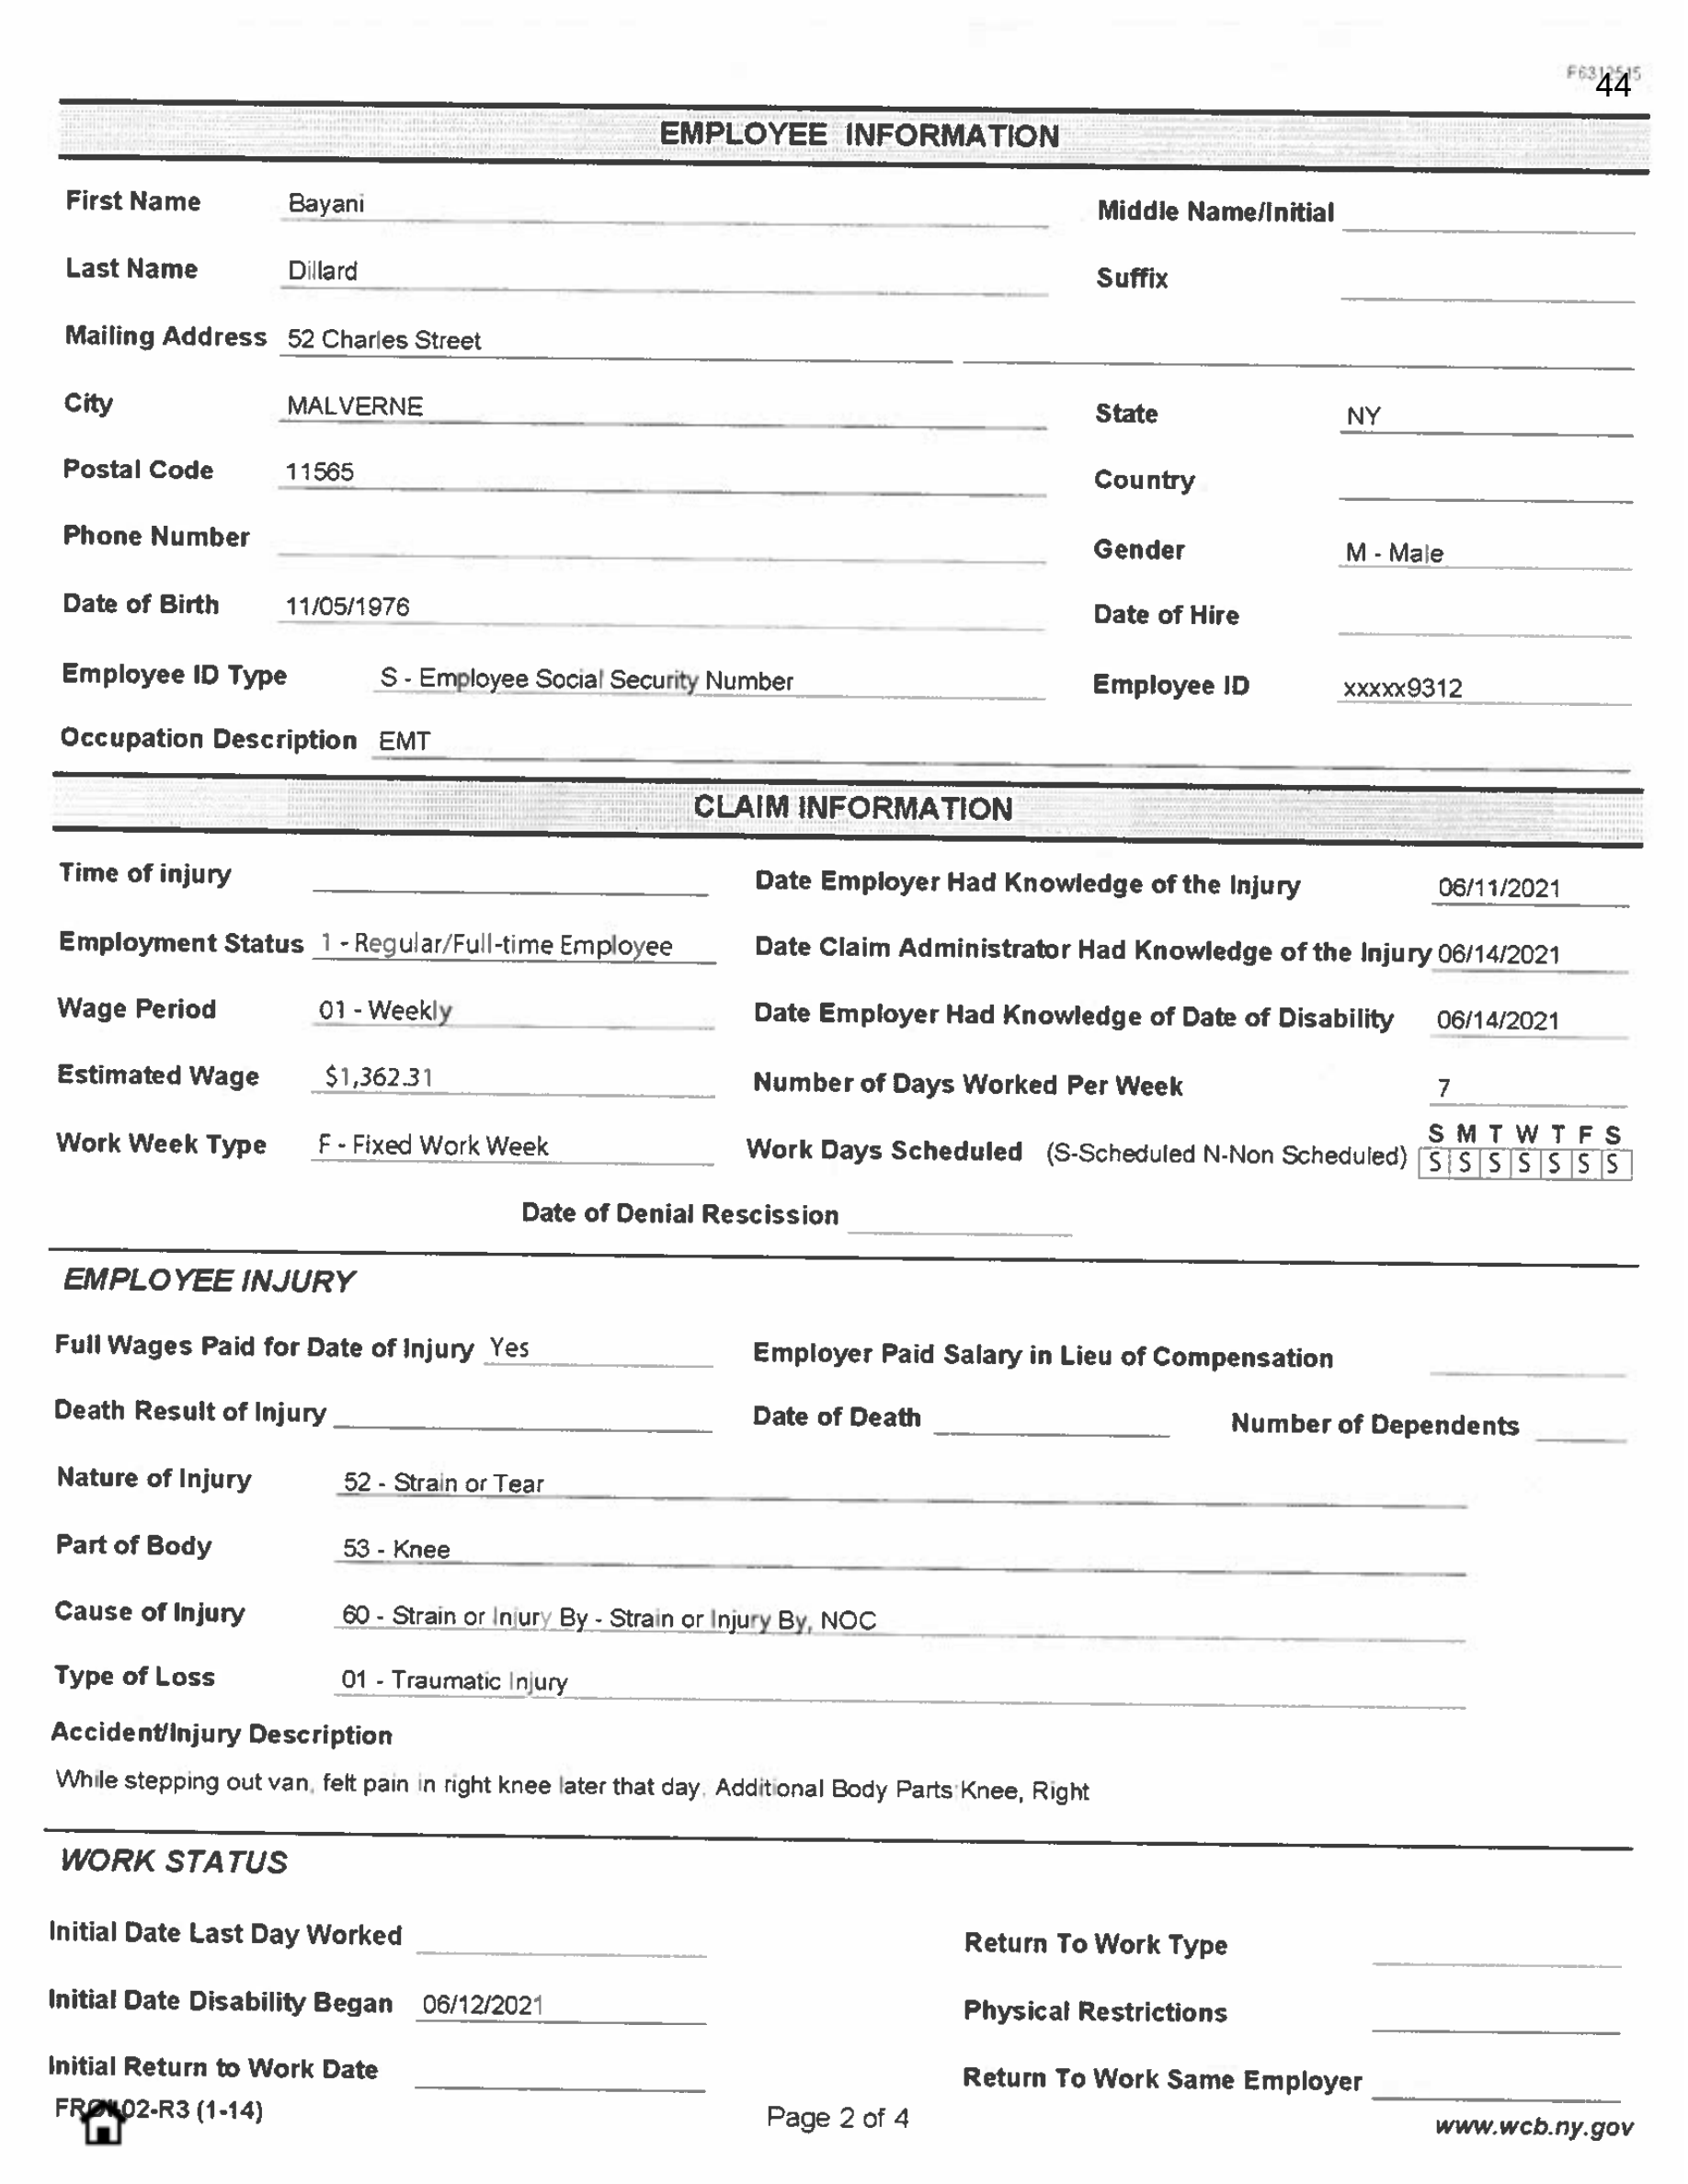 F6312515
44
EMPLOYEE INFORMATION
First Name Bayani Middle Name/Initial
Last Name Dillard Suffix
Mailing Address 52 Charles Street
City MALVERNE State NY
Postal Code 11565 Country
Phone Number Gender M - Male
Date of Birth 11/05/1976 Date of Hire
Employee ID Type S - Employee Social Security Number Employee ID xxxxx9312
Occupation Description EMT
CLAIM INFORMATION
Time of injury Date Employer Had Knowledge of the Injury 06/11/2021
Employment Status 1 - Regular/Full-time Employee Date Claim Administrator Had Knowledge of the Injury 06/14/2021
Wage Period 01 - Weekly Date Employer Had Knowledge of Date of Disability 06/14/2021
Estimated Wage $1,362.31 Number of Days Worked Per Week 7
S M T W T F S
Work Week Type F - Fixed Work Week Work Days Scheduled (S-Scheduled N-Non Scheduled) S S S S S S S
Date of Denial Rescission
EMPLOYEE INJURY
Full Wages Paid for Date of Injury Yes Employer Paid Salary in Lieu of Compensation
Death Result of Injury Date of Death Number of Dependents
Nature of Injury 52 - Strain or Tear
Part of Body 53 - Knee
Cause of Injury 60 - Strain or Injury By - Strain or Injury By, NOC
Type of Loss 01 - Traumatic Injury
Accident/Injury Description
While stepping out van, felt pain in right knee later that day. Additional Body Parts Knee, Right
WORK STATUS
Initial Date Last Day Worked Return To Work Type
Initial Date Disability Began 06/12/2021 Physical Restrictions
Initial Return to Work Date Return To Work Same Employer
02-R3 (1-14) Page 2 of 4 www.wcb.ny.gov